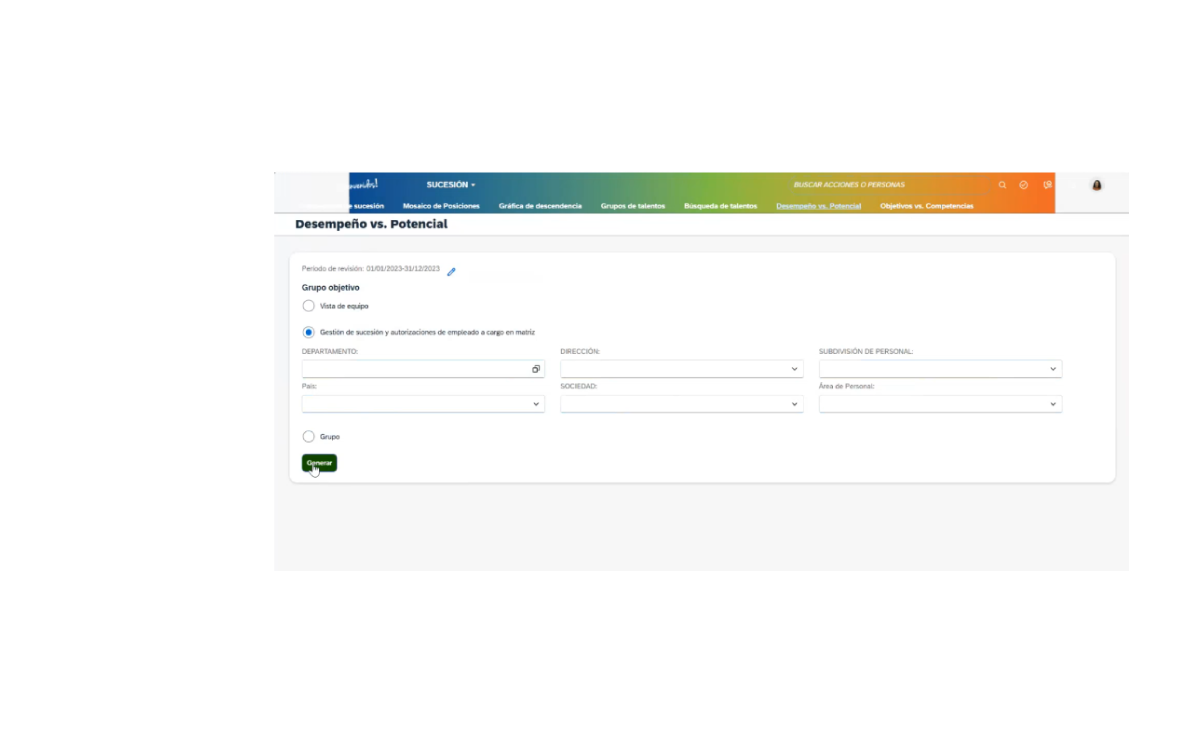 SUCESIÓN
BUSCAR ACCIONES O PERSONAS
sucesión Mosaico de Posiciones Gráfica de descendencia Grupos de talentos Búsqueda de talentos Desempeño vs. Potencial Objetivos vs. Competencias
Desempeño vs. Potencial
Período de revisión: 01/01/2023-31/12/2023
Grupo objetivo
Vista de equipo
Gestión de sucesión y autorizaciones de empleado a cargo en matriz
DEPARTAMENTO: DIRECCIÓN: SUBDIVISIÓN DE PERSONAL:
País: SOCIEDAD: Área de Personal:
Grupo
Generar